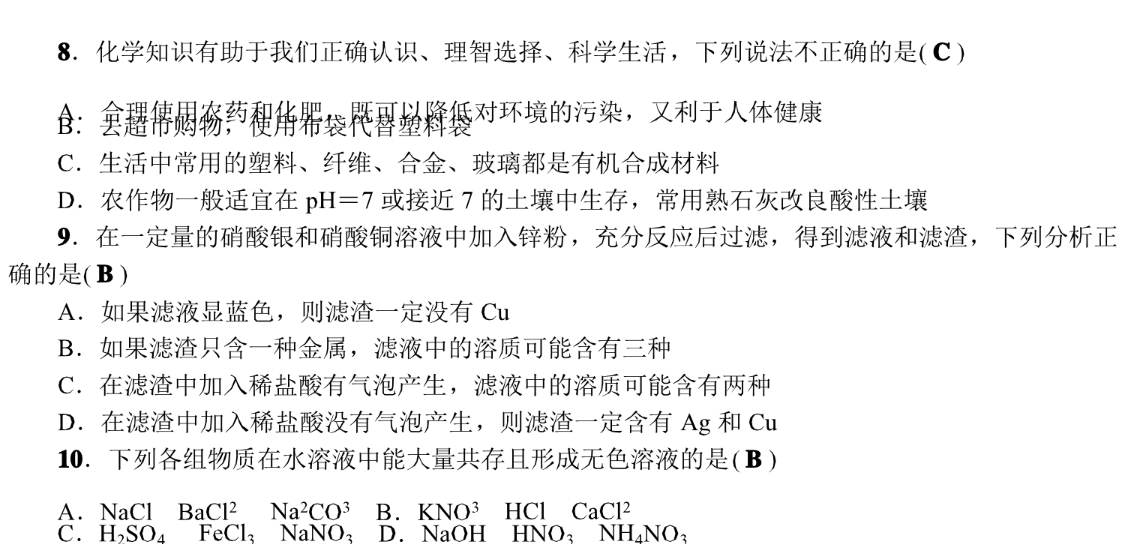 8．化学知识有助于我们正确认识、理智选择、科学生活，下列说法不正确的是( C )
A．合理使用农药和化肥，既可以降低对环境的污染，又利于人体健康
B．去超市购物，使用布袋代替塑料袋
C．生活中常用的塑料、纤维、合金、玻璃都是有机合成材料
D．农作物一般适宜在 pH＝7 或接近 7 的土壤中生存，常用熟石灰改良酸性土壤
9．在一定量的硝酸银和硝酸铜溶液中加入锌粉，充分反应后过滤，得到滤液和滤渣，下列分析正
确的是( B )
A．如果滤液显蓝色，则滤渣一定没有 Cu
B．如果滤渣只含一种金属，滤液中的溶质可能含有三种
C．在滤渣中加入稀盐酸有气泡产生，滤液中的溶质可能含有两种
D．在滤渣中加入稀盐酸没有气泡产生，则滤渣一定含有 Ag 和 Cu
10．下列各组物质在水溶液中能大量共存且形成无色溶液的是( B )
A．NaCl BaCl² Na²CO³ B．KNO³ HCl CaCl²
C．H₂SO₄ FeCl₃ NaNO₃ D．NaOH HNO₃ NH₄NO₃